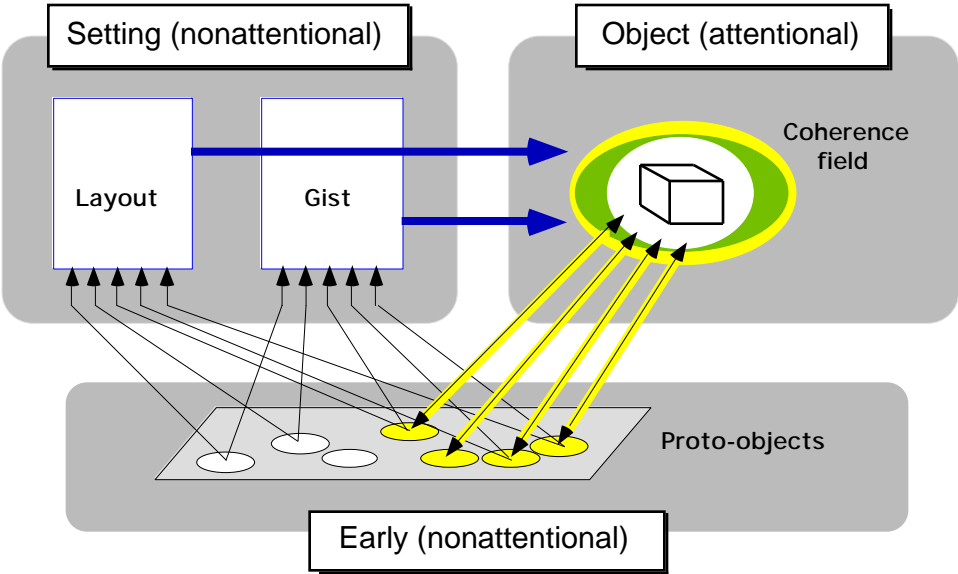 Setting (nonattentional)
Object (attentional)
Coherence
field
Layout
Gist
Proto-objects
Early (nonattentional)